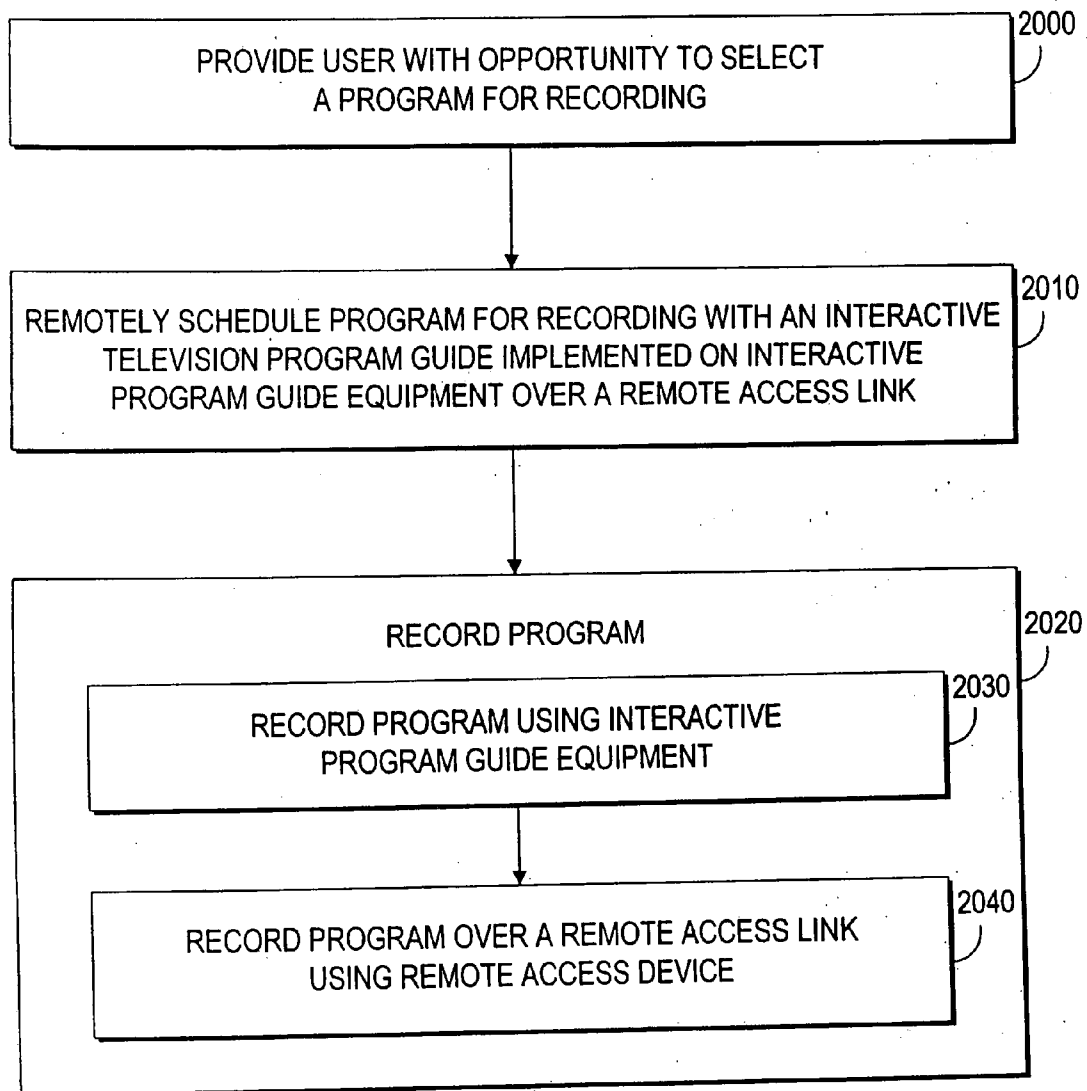 2000
PROVIDE USER WITH OPPORTUNITY TO SELECT
A PROGRAM FOR RECORDING
2010
REMOTELY SCHEDULE PROGRAM FOR RECORDING WITH AN INTERACTIVE
TELEVISION PROGRAM GUIDE IMPLEMENTED ON INTERACTIVE
PROGRAM GUIDE EQUIPMENT OVER A REMOTE ACCESS LINK
2020
RECORD PROGRAM
2030
RECORD PROGRAM USING INTERACTIVE
PROGRAM GUIDE EQUIPMENT
2040
RECORD PROGRAM OVER A REMOTE ACCESS LINK
USING REMOTE ACCESS DEVICE